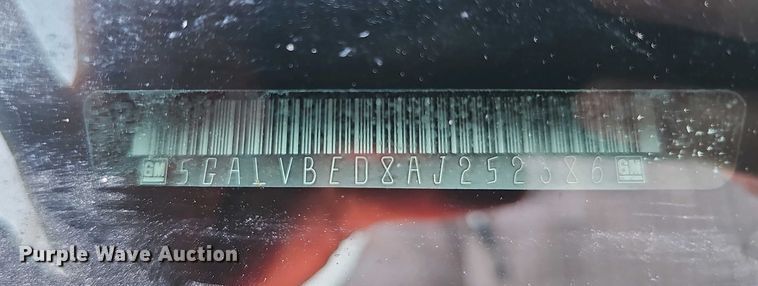 GM 5GALVBED8AJ252386 GM
Purple Wave Auction